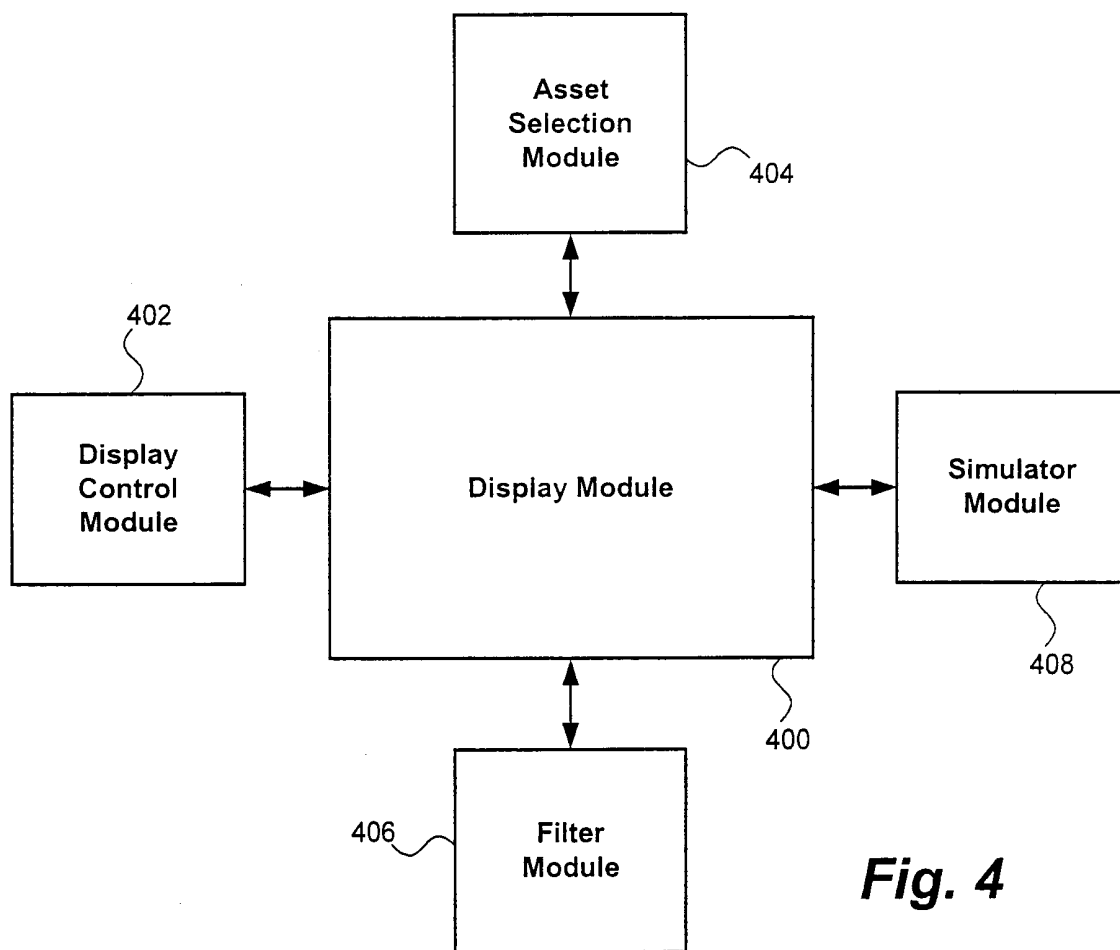 Asset
Selection
Module
404
402
Display
Control
Module
Display Module
Simulator
Module
408
400
406
Filter
Module
Fig. 4